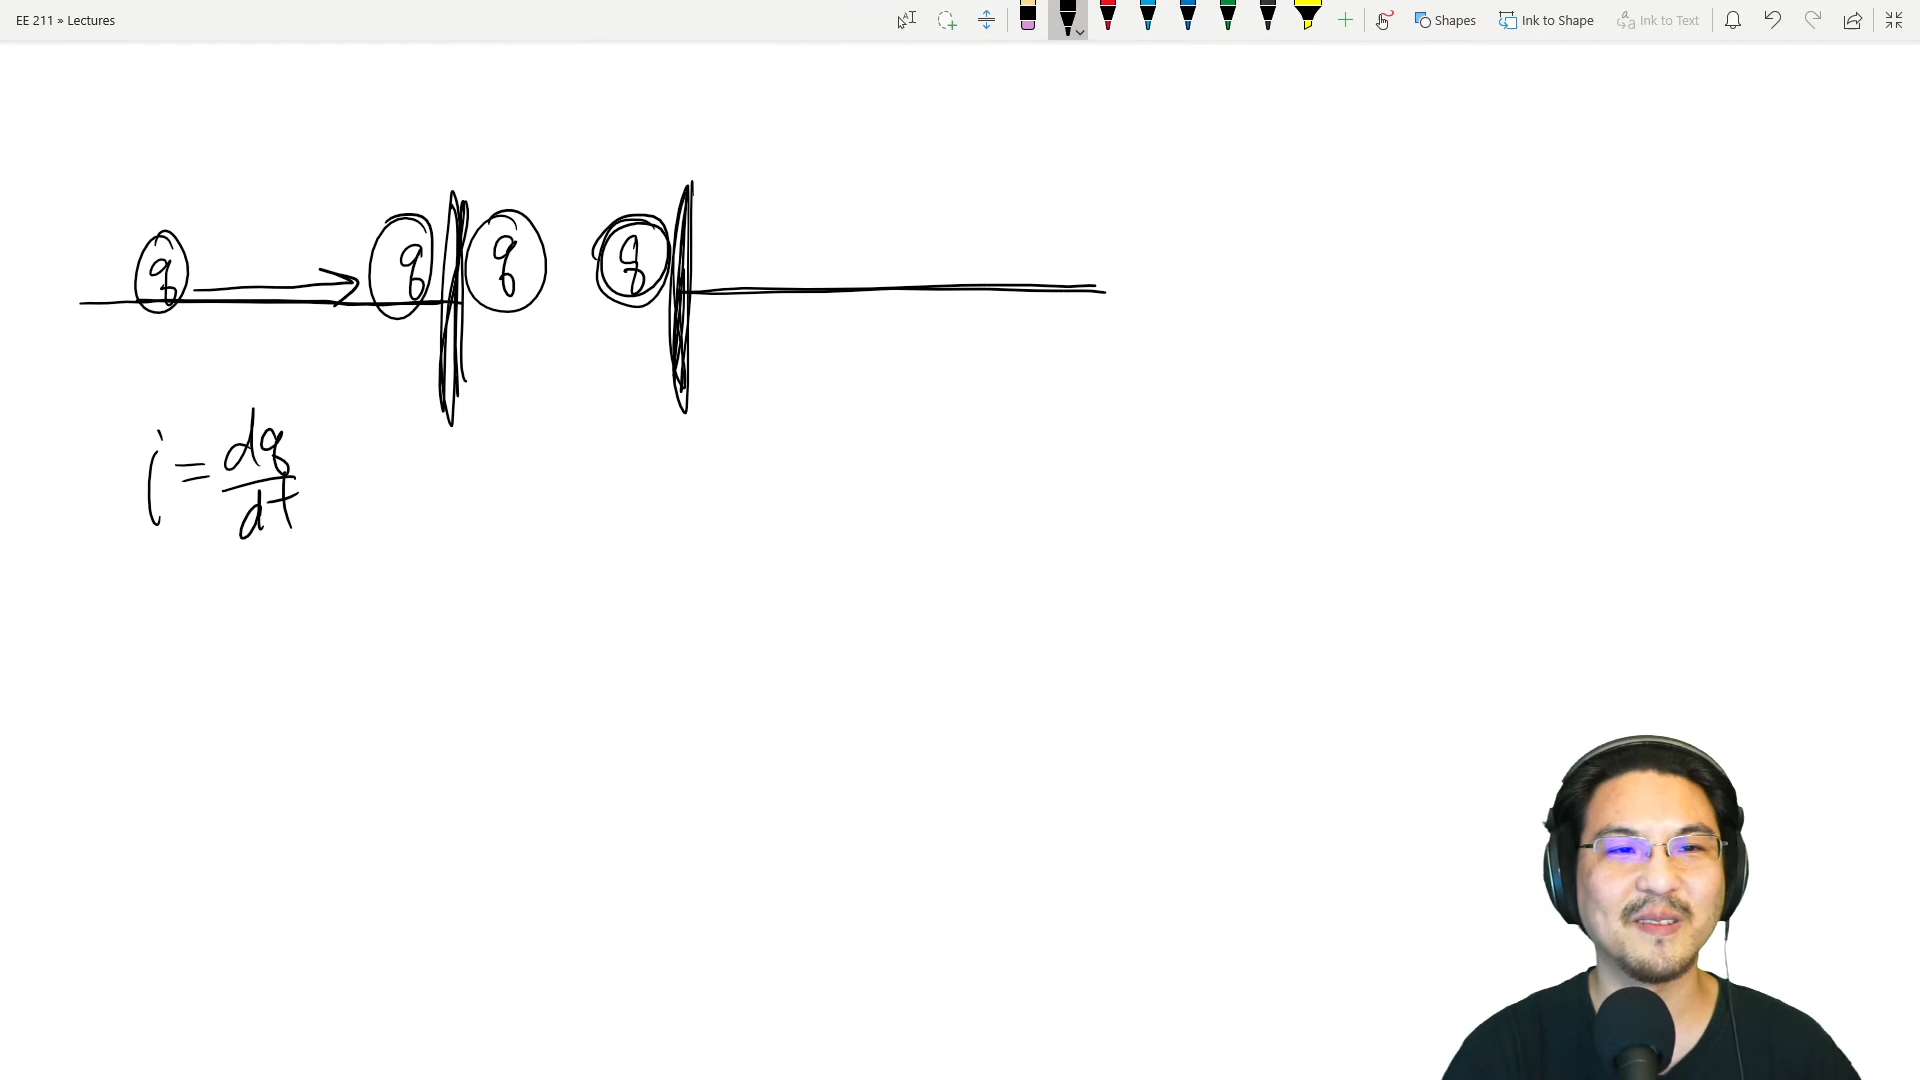 EE 211 » Lectures
Shapes
Ink to Shape
Ink to Text
q q q q
i = dq
dt